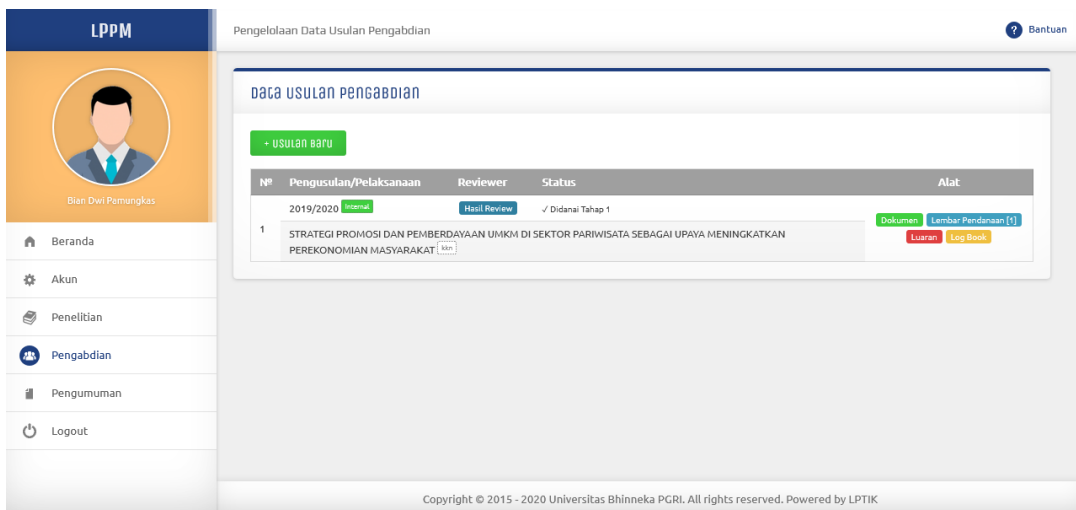 LPPM
Pengelolaan Data Usulan Pengabdian
? Bantuan
Bian Dwi Pamungkas
Beranda
Akun
Penelitian
Pengabdian
Pengumuman
Logout
Data Usulan Pengabdian
+ Usulan Baru
Nº Pengusulan/Pelaksanaan Reviewer Status Alat
2019/2020 Internal Hasil Review √ Didanai Tahap 1
1
STRATEGI PROMOSI DAN PEMBERDAYAAN UMKM DI SEKTOR PARIWISATA SEBAGAI UPAYA MENINGKATKAN
PEREKONOMIAN MASYARAKAT kkn
Dokumen Lembar Pendanaan [1]
Luaran Log Book
Copyright © 2015 - 2020 Universitas Bhinneka PGRI. All rights reserved. Powered by LPTIK